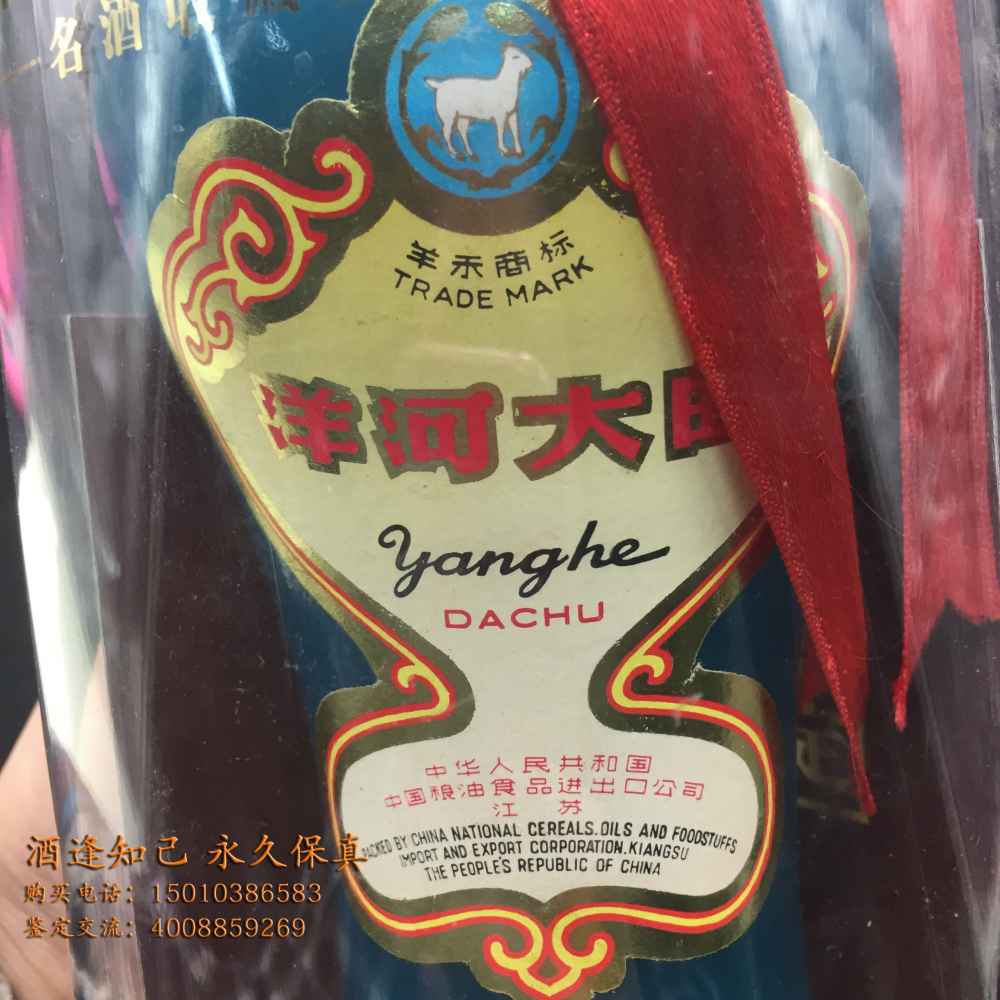 名酒收藏
羊禾商标
TRADE MARK
洋河大
Yanghe
DACHU
中华人民共和国
中国粮油食品进出口公司
江苏
PACKED BY CHINA NATIONAL CEREALS.OILS AND FOODSTUFFS
IMPORT AND EXPORT CORPORATION.KIANGSU
THE PEOPLE'S REPUBLIC OF CHINA
酒逢知己 永久保真
购买电话：15010386583
鉴定交流：4008859269